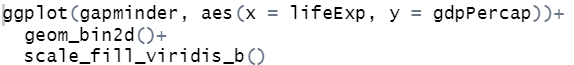 ggplot(gapminder, aes(x = lifeExp, y = gdpPercap))+
  geom_bin2d()+
  scale_fill_viridis_b()